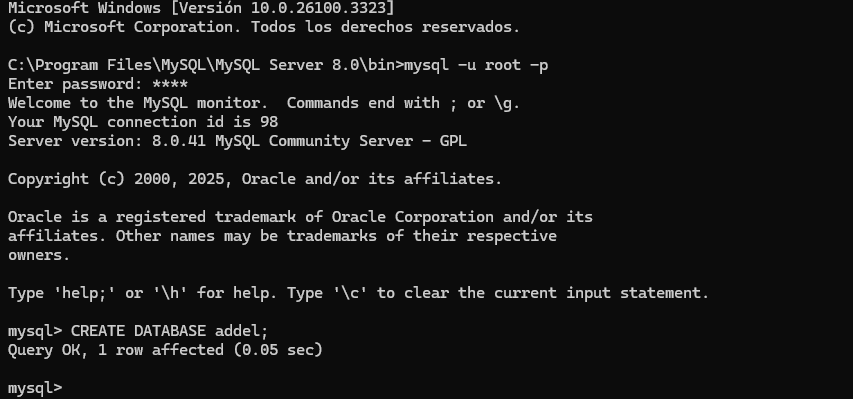 Microsoft Windows [Versión 10.0.26100.3323]
(c) Microsoft Corporation. Todos los derechos reservados.
C:\Program Files\MySQL\MySQL Server 8.0\bin>mysql -u root -p
Enter password: ****
Welcome to the MySQL monitor.  Commands end with ; or \g.
Your MySQL connection id is 98
Server version: 8.0.41 MySQL Community Server - GPL
Copyright (c) 2000, 2025, Oracle and/or its affiliates.
Oracle is a registered trademark of Oracle Corporation and/or its
affiliates. Other names may be trademarks of their respective
owners.
Type 'help;' or '\h' for help. Type '\c' to clear the current input statement.
mysql> CREATE DATABASE addel;
Query OK, 1 row affected (0.05 sec)
mysql>